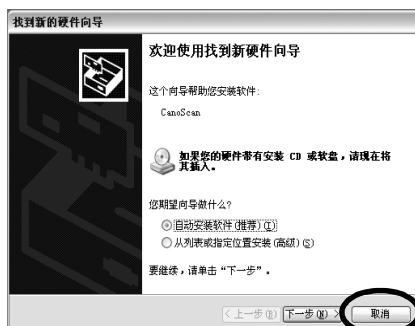 找到新的硬件向导
欢迎使用找到新硬件向导
这个向导帮助您安装软件:
CanoScan
如果您的硬件带有安装 CD 或软盘，请现在将
其插入。
您期望向导做什么?
自动安装软件(推荐)(I)
从列表或指定位置安装(高级)(S)
要继续，请单击“下一步”。
< 上一步(B) 下一步(N) > 取消